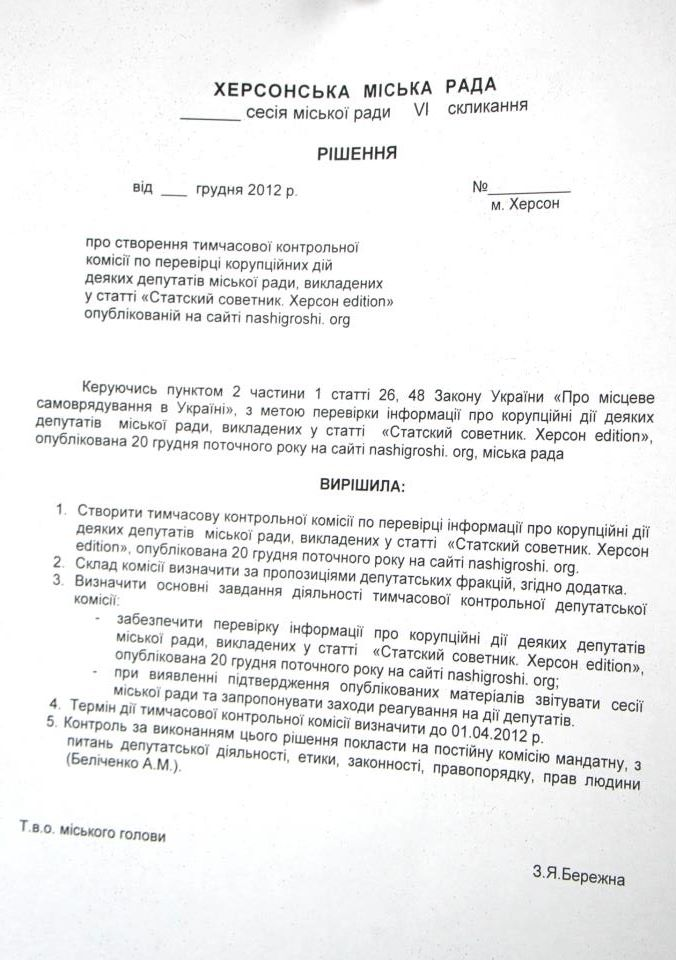 ХЕРСОНСЬКА МІСЬКА РАДА
______ сесія міської ради VI скликання
РІШЕННЯ
від ___ грудня 2012 р. №_________
м. Херсон
про створення тимчасової контрольної
комісії по перевірці корупційних дій
деяких депутатів міської ради, викладених
у статті «Статский советник. Херсон edition»
опублікованій на сайті nashigroshi. org
Керуючись пунктом 2 частини 1 статті 26, 48 Закону України «Про місцеве
самоврядування в Україні», з метою перевірки інформації про корупційні дії деяких
депутатів міської ради, викладених у статті «Статский советник. Херсон edition»,
опублікована 20 грудня поточного року на сайті nashigroshi. org, міська рада
ВИРІШИЛА:
1. Створити тимчасову контрольної комісії по перевірці інформації про корупційні дії
деяких депутатів міської ради, викладених у статті «Статский советник. Херсон
edition», опублікована 20 грудня поточного року на сайті nashigroshi. org.
2. Склад комісії визначити за пропозиціями депутатських фракцій, згідно додатка.
3. Визначити основні завдання діяльності тимчасової контрольної депутатської
комісії:
- забезпечити перевірку інформації про корупційні дії деяких депутатів
міської ради, викладених у статті «Статский советник. Херсон edition»,
опублікована 20 грудня поточного року на сайті nashigroshi. org;
- при виявленні підтвердження опублікованих матеріалів звітувати сесії
міської ради та запропонувати заходи реагування на дії депутатів.
4. Термін дії тимчасової контрольної комісії визначити до 01.04.2012 р.
5. Контроль за виконанням цього рішення покласти на постійну комісію мандатну, з
питань депутатської діяльності, етики, законності, правопорядку, прав людини
(Беліченко А.М.).
Т.в.о. міського голови
З.Я.Бережна